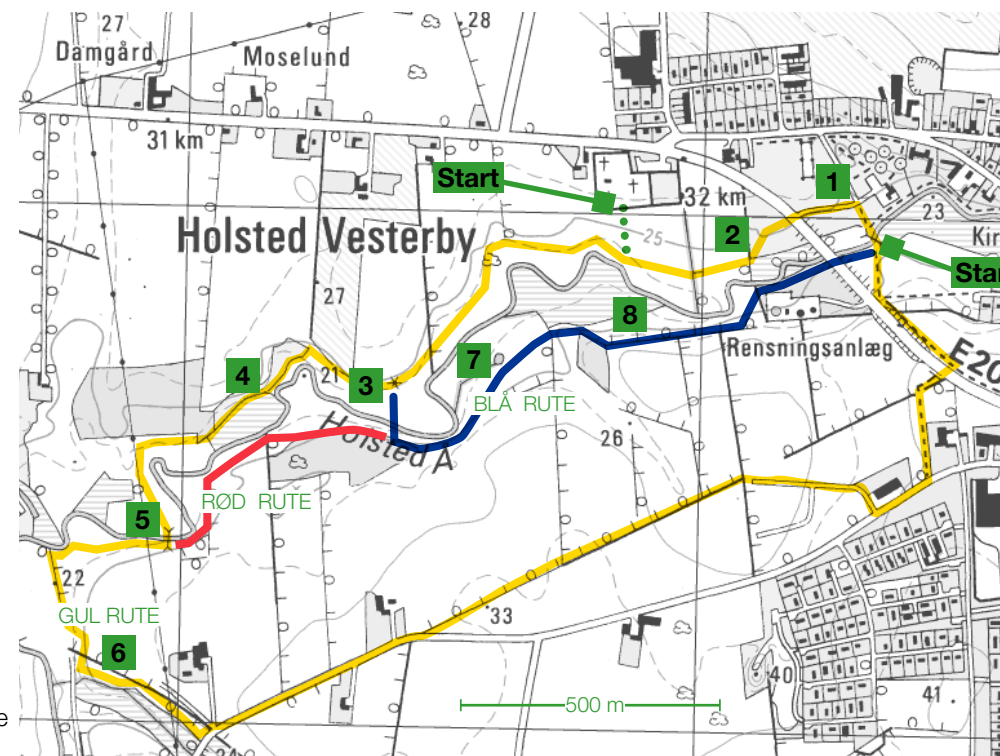 27
28
Damgård
Moselund
31 km
Start
1
32 km
23
2
25
Kir
Holsted Vesterby
Star
27
8
7
Rensningsanlæg
E20
4
21
3
BLÅ RUTE
Holsted Å
26
RØD RUTE
5
22
GUL RUTE
33
6
40
500 m
41
e